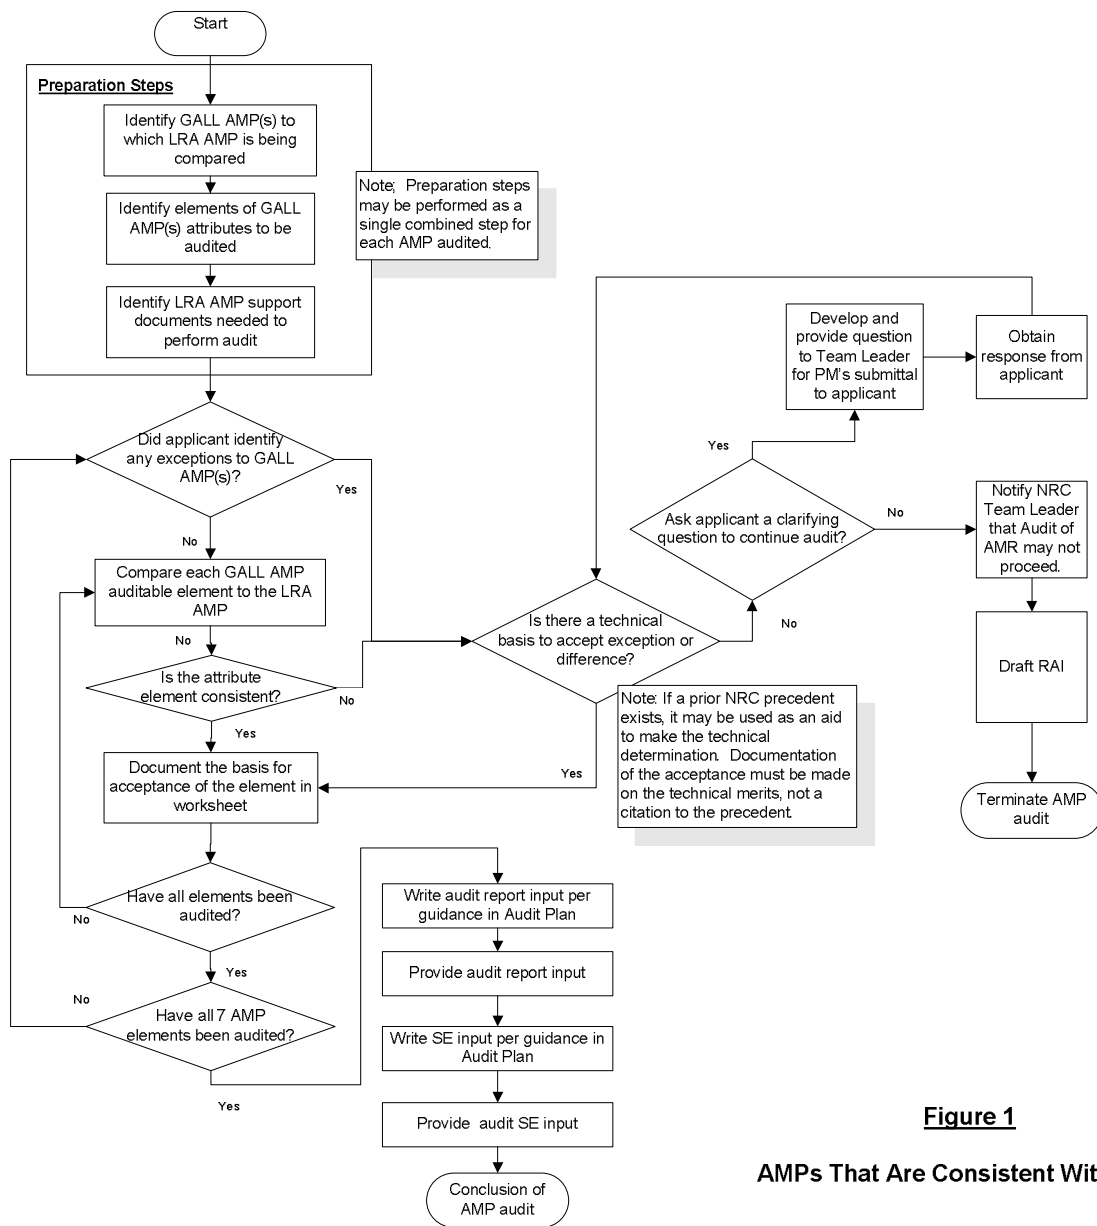 Start
Preparation Steps
Identify GALL AMP(s) to
which LRA AMP is being
compared
Identify elements of GALL
AMP(s) attributes to be
audited
Note; Preparation steps
may be performed as a
single combined step for
each AMP audited.
Identify LRA AMP support
documents needed to
perform audit
Develop and
provide question
to Team Leader
for PM's submittal
to applicant
Obtain
response from
applicant
Did applicant identify
any exceptions to GALL
AMP(s)?
Yes
No
Yes
Ask applicant a clarifying
question to continue audit?
No
Notify NRC
Team Leader
that Audit of
AMR may not
proceed.
Compare each GALL AMP
auditable element to the LRA
AMP
No
Is there a technical
basis to accept exception or
difference?
No
Draft RAI
Is the attribute
element consistent?
No
Yes
Note: If a prior NRC precedent
exists, it may be used as an aid
to make the technical
determination. Documentation
of the acceptance must be made
on the technical merits, not a
citation to the precedent.
Yes
Document the basis for
acceptance of the element in
worksheet
Terminate AMP
audit
Have all elements been
audited?
No
Yes
Write audit report input per
guidance in Audit Plan
Provide audit report input
No
Have all 7 AMP
elements been audited?
Yes
Write SE input per guidance in
Audit Plan
Provide audit SE input
Conclusion of
AMP audit
Figure 1
AMPs That Are Consistent Wit